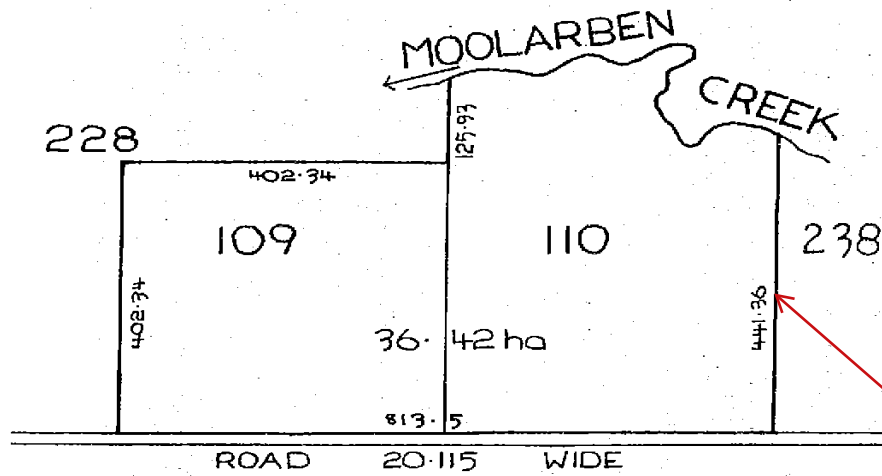 MOOLARBEN
CREEK
228
125·93
402·34
109
110
238
402·34
441·36
36·42 ha
813·5
ROAD 20·115 WIDE